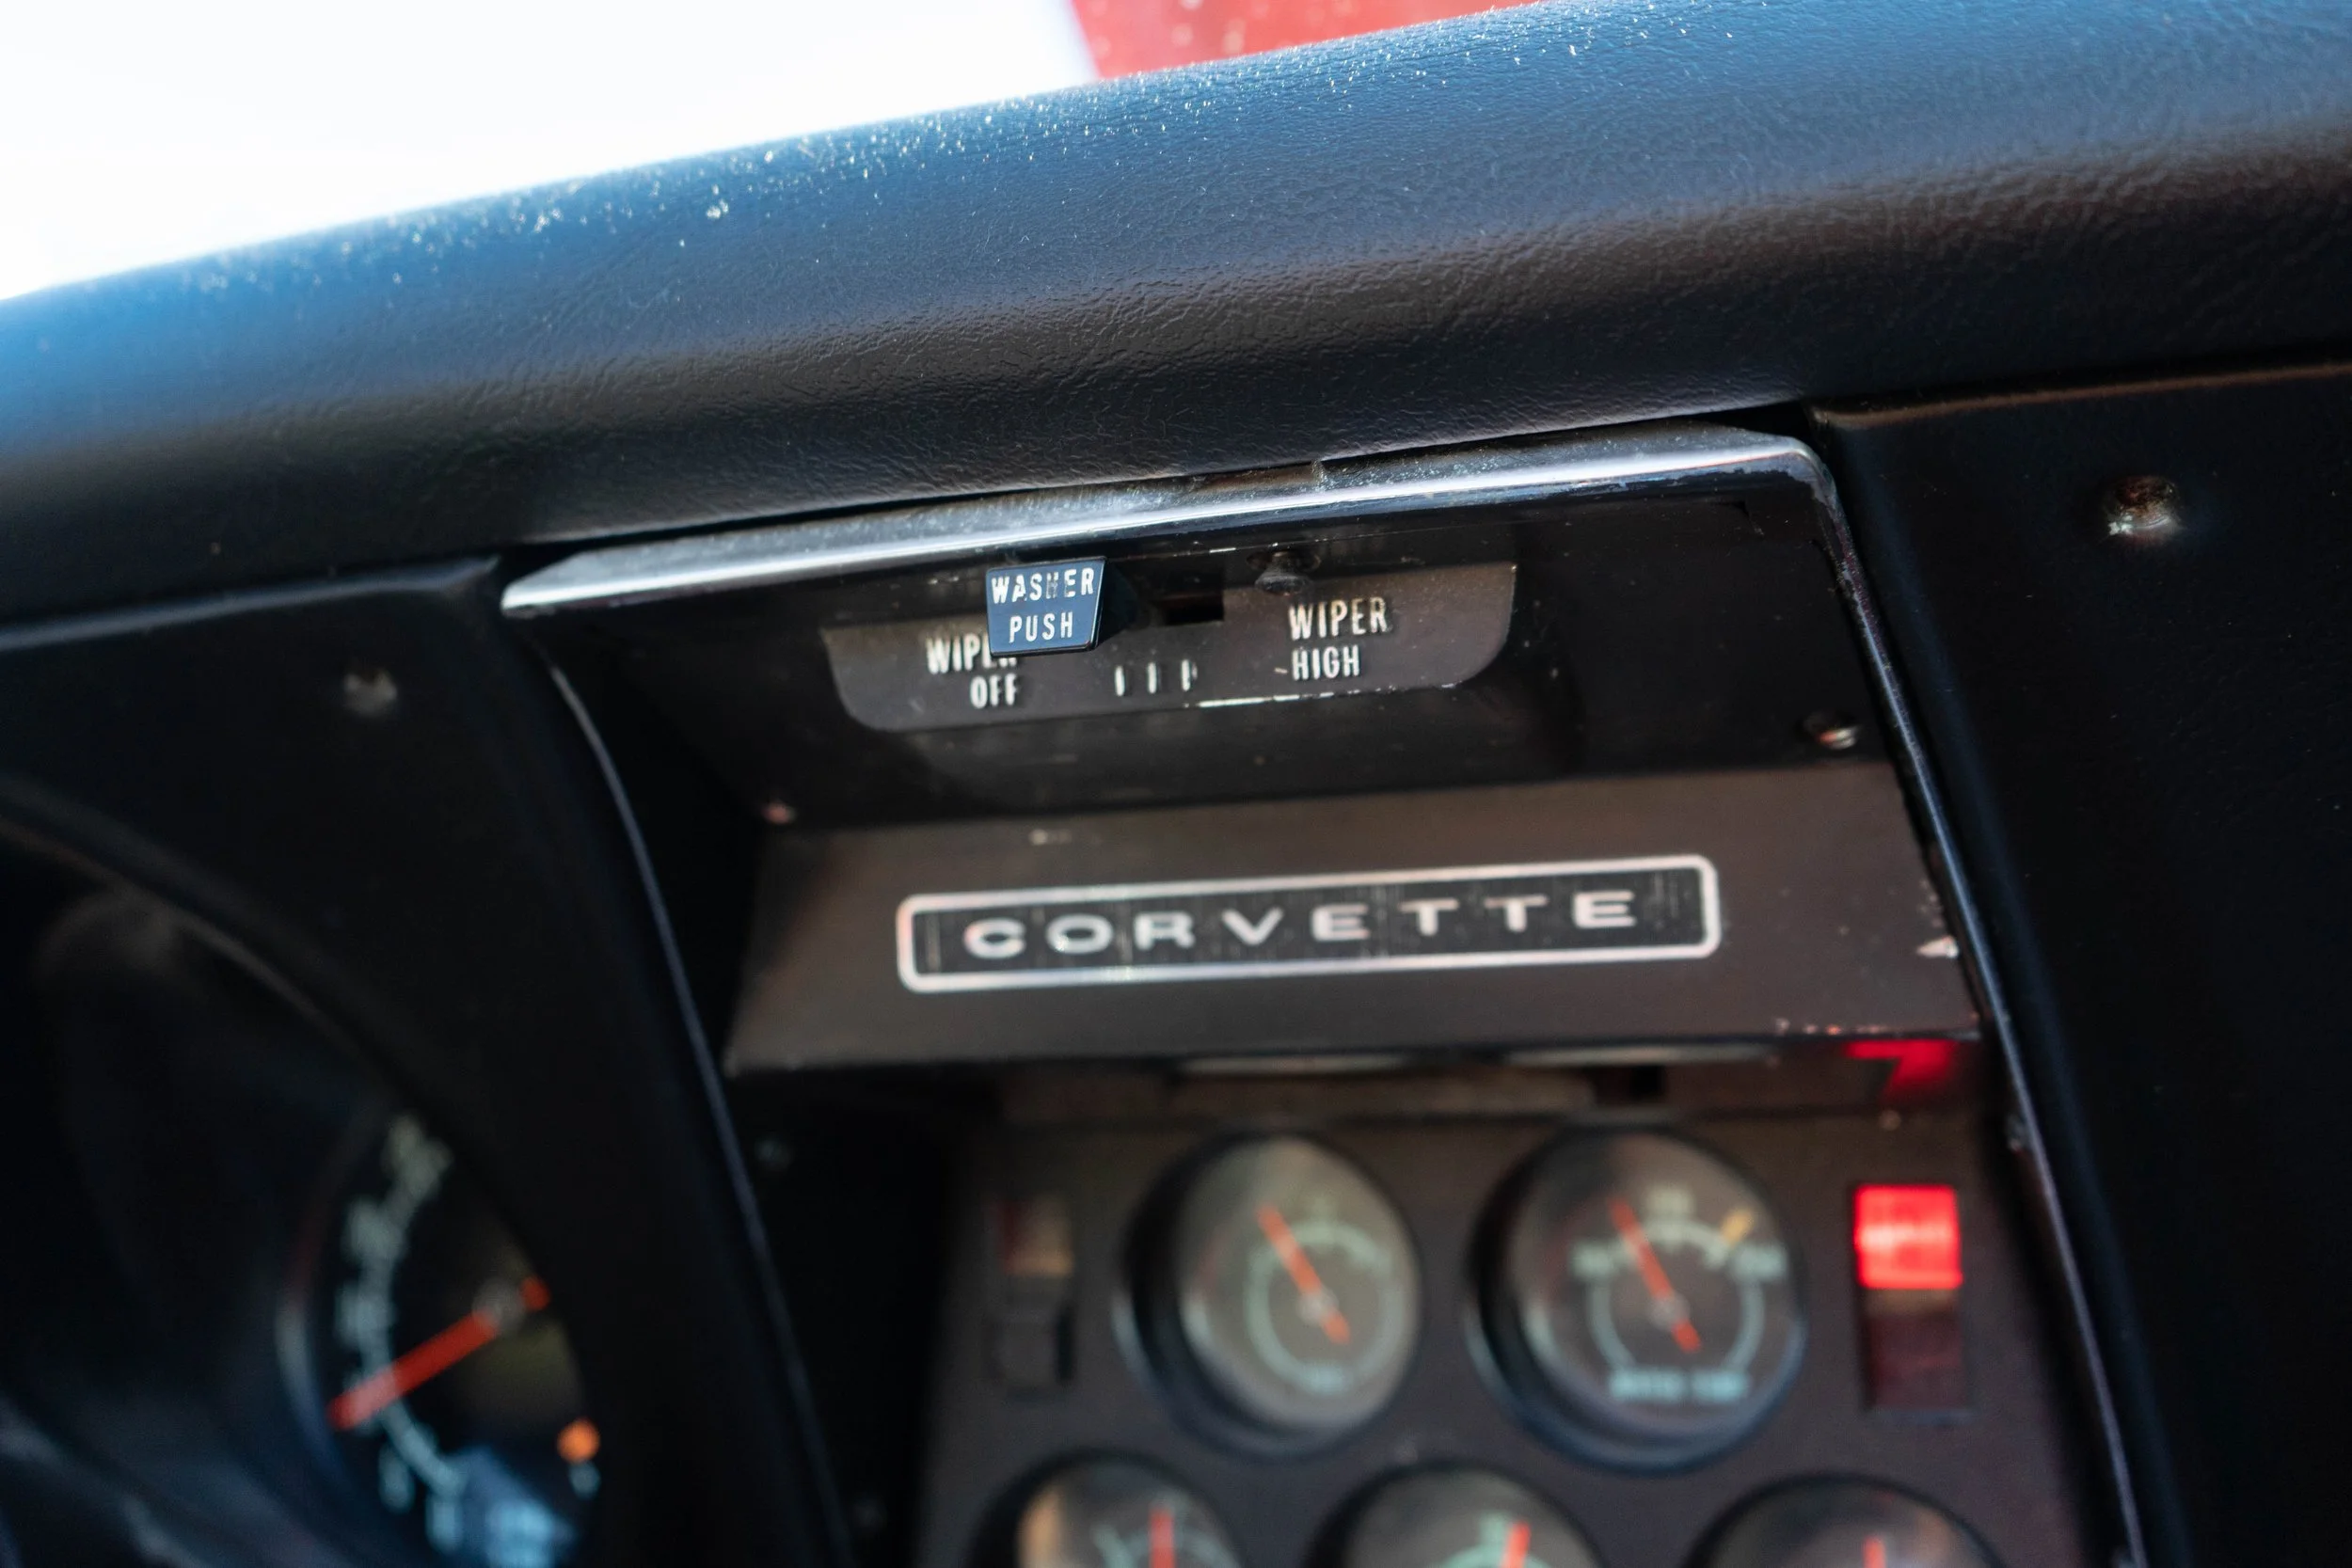 WASHER
PUSH
WIPER
OFF
WIPER
HIGH
CORVETTE